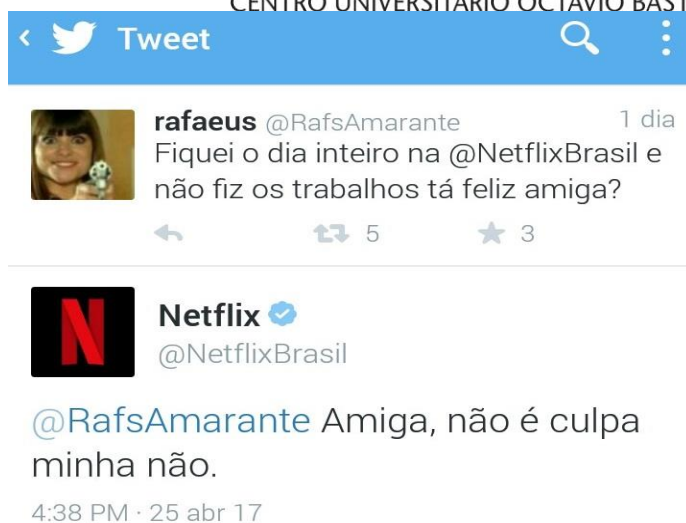 CENTRO UNIVERSITÁRIO OCTÁVIO BAST
Tweet
rafaeus @RafsAmarante 1 dia
Fiquei o dia inteiro na @NetflixBrasil e
não fiz os trabalhos tá feliz amiga?
5 3
N
Netflix
@NetflixBrasil
@RafsAmarante Amiga, não é culpa
minha não.
4:38 PM · 25 abr 17